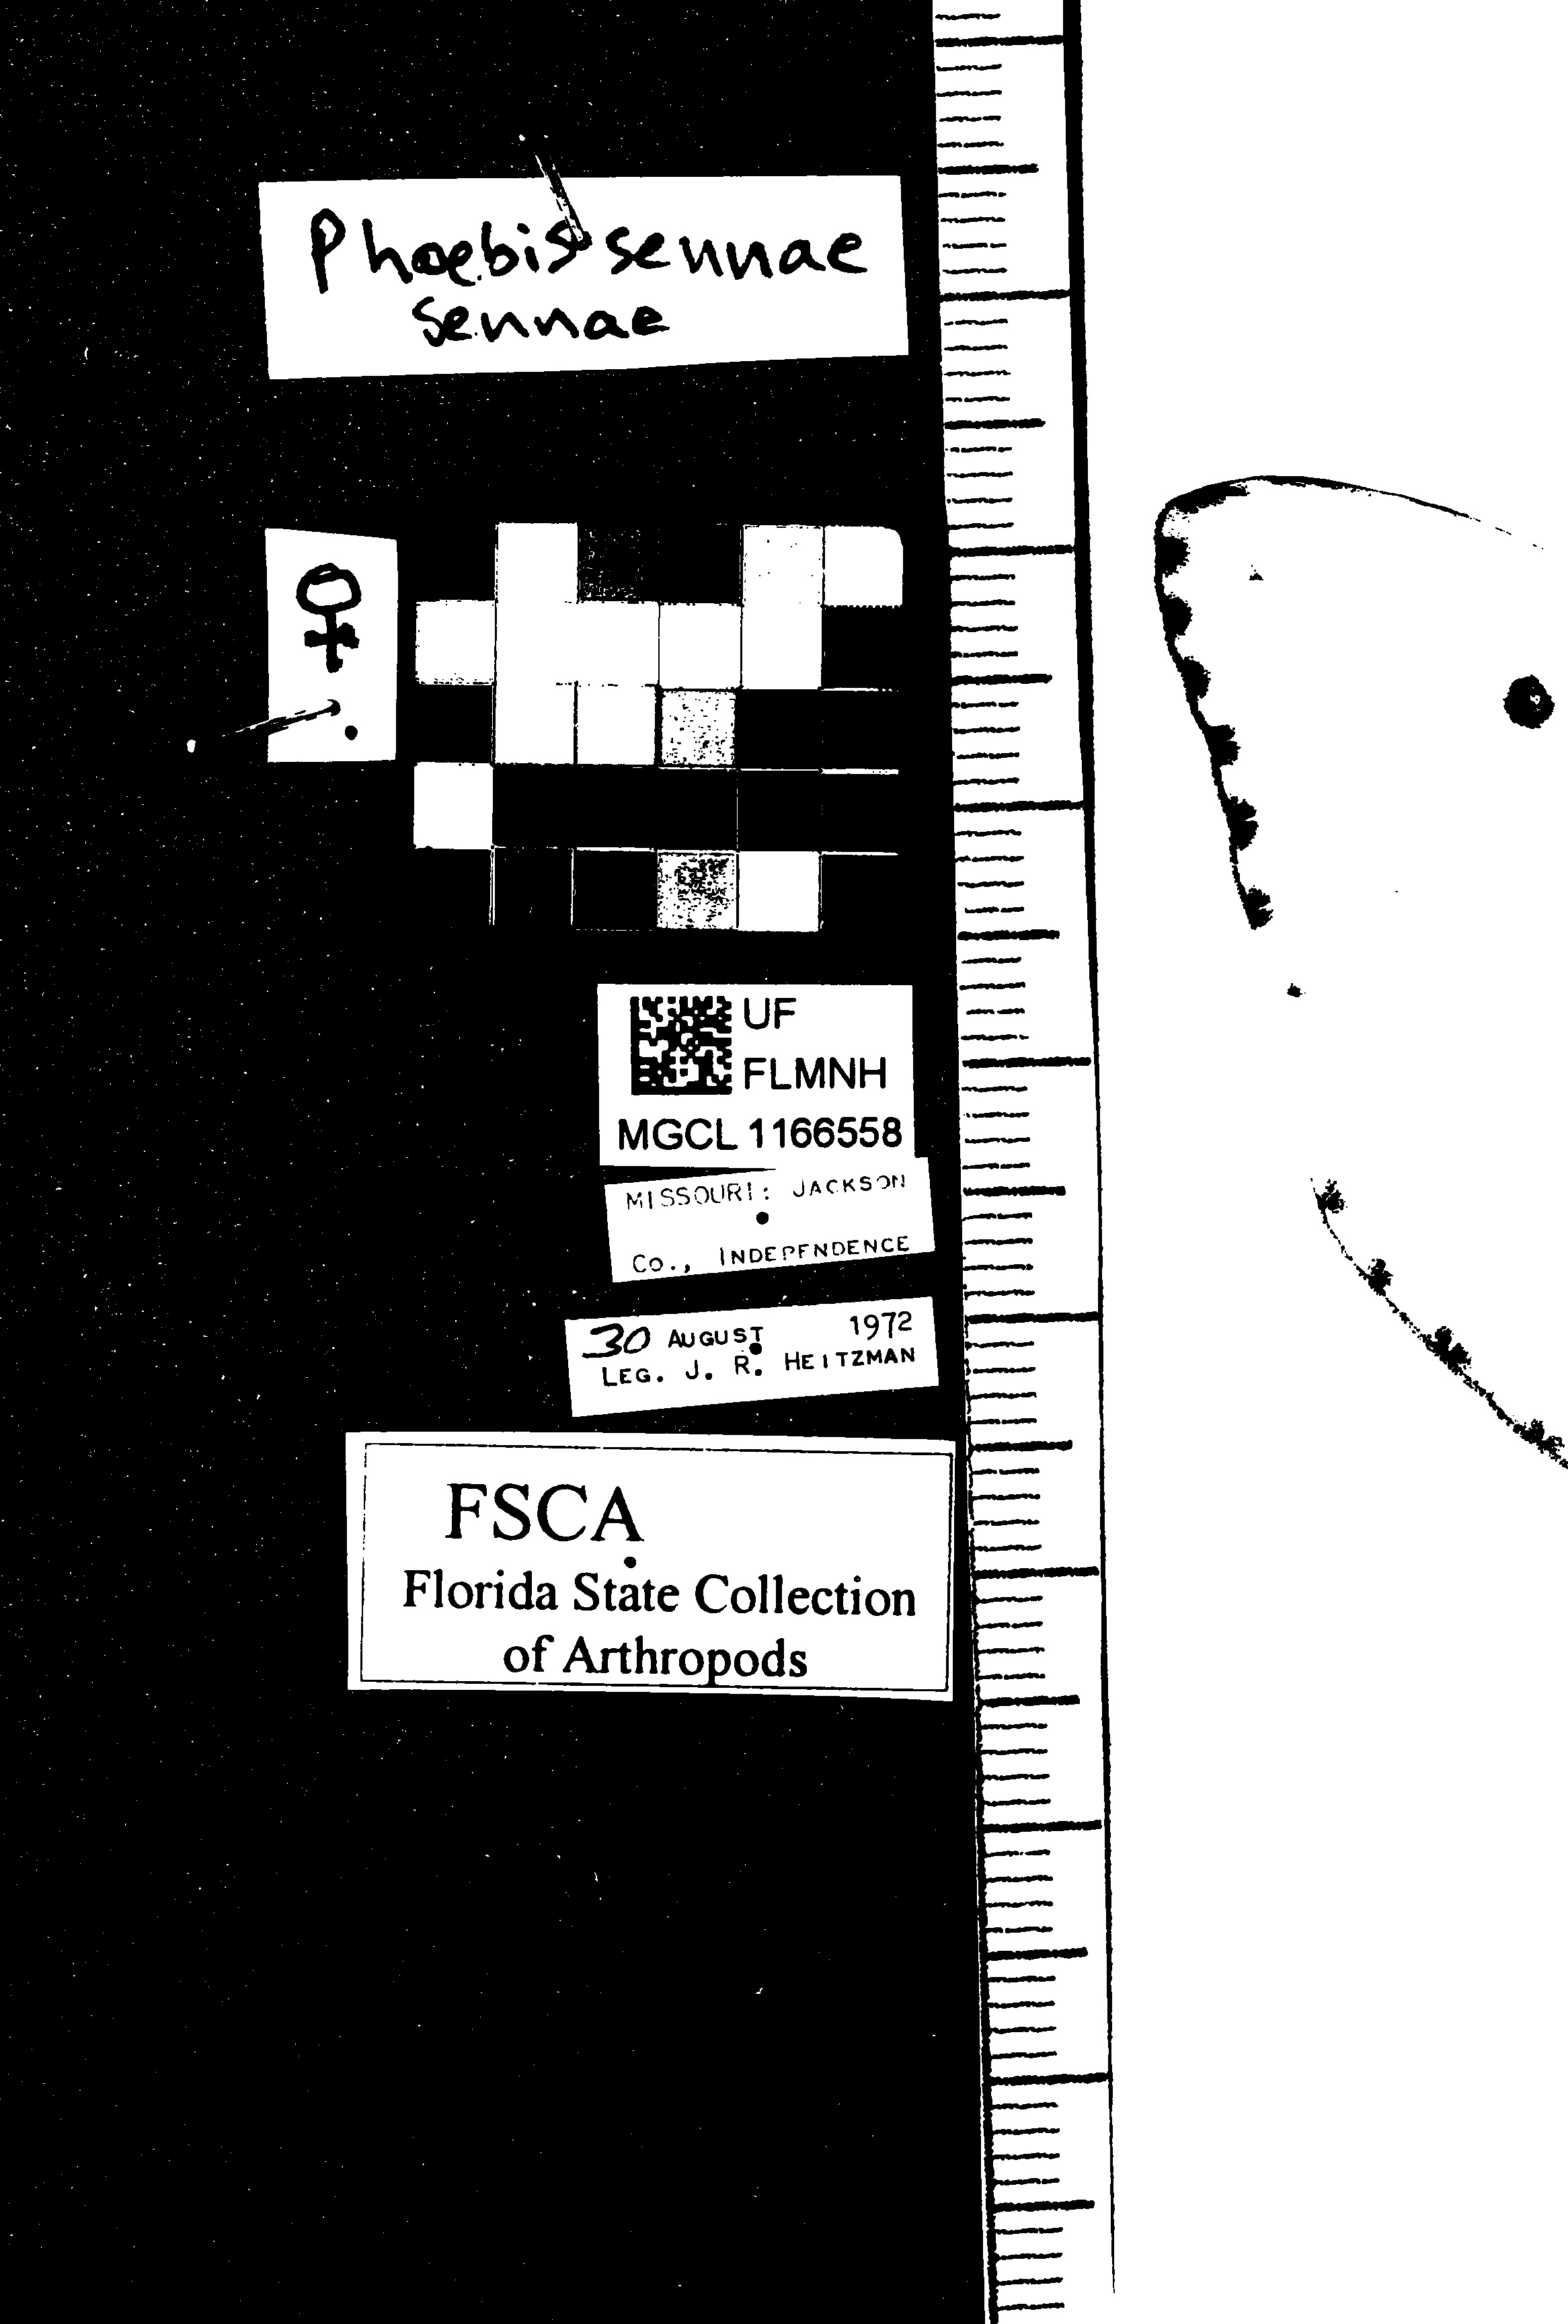 Phoebis sennae
sennae
♀
UF
FLMNH
MGCL 1166558
MISSOURI: JACKSON
Co., INDEPENDENCE
30 AUGUST 1972
LEG. J. R. HEITZMAN
FSCA
Florida State Collection
of Arthropods